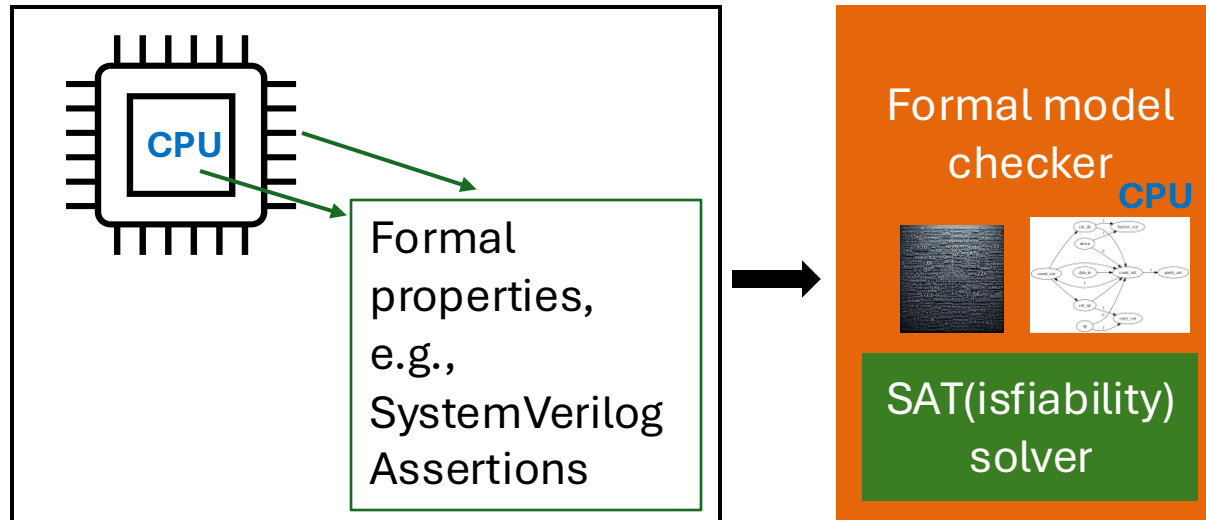 CPU
Formal
properties,
e.g.,
SystemVerilog
Assertions
Formal model
checker
CPU
SAT(isfiability)
solver